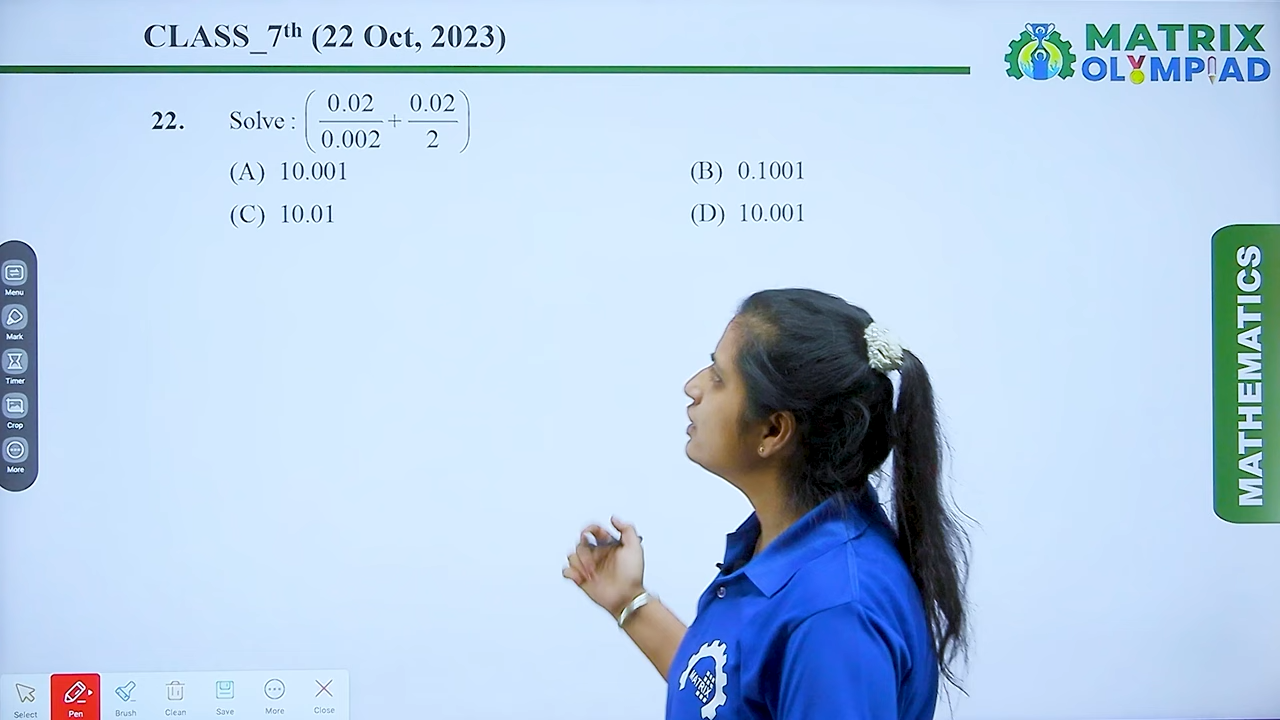 CLASS_7th (22 Oct, 2023)
MATRIX
OLYMPIAD
22. Solve : (0.02/0.002 + 0.02/2)
(A) 10.001 (B) 0.1001
(C) 10.01 (D) 10.001
MATHEMATICS
Menu
Mark
Timer
Crop
More
MATRIX
Select Pen Brush Clean Save More Close